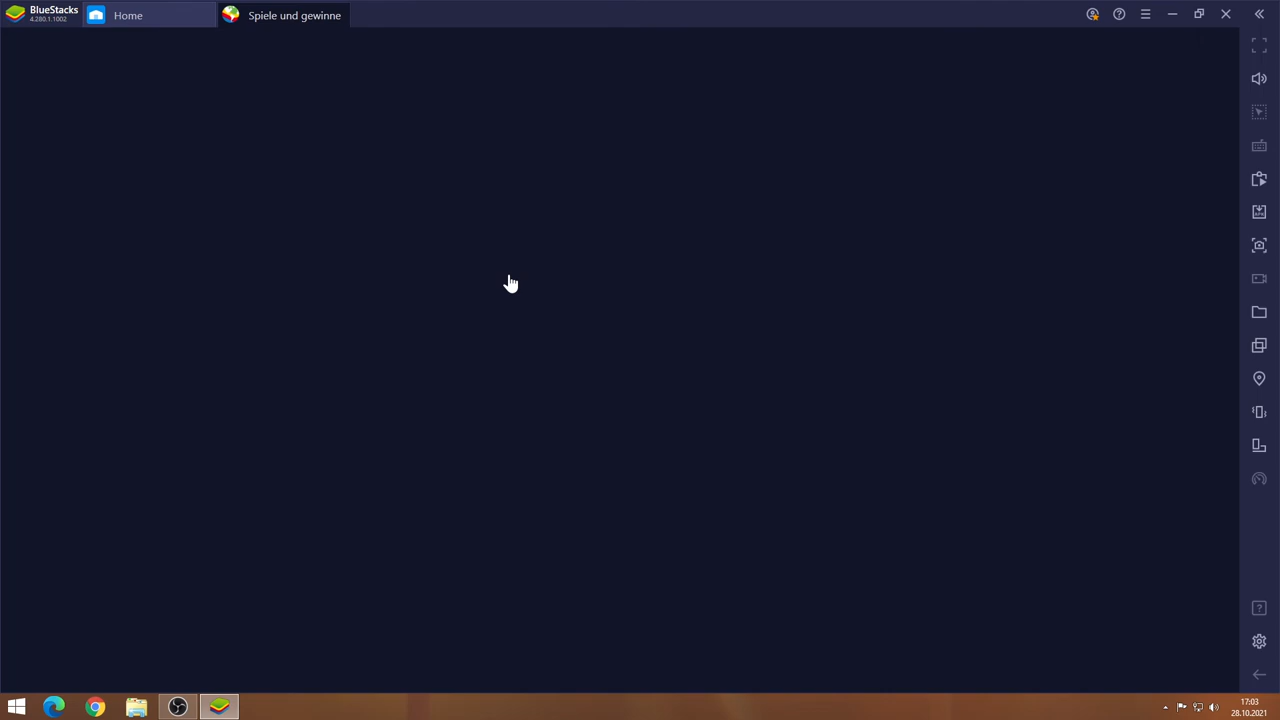 BlueStacks
4.280.1.1002
Home
Spiele und gewinne
17:03
28.10.2021